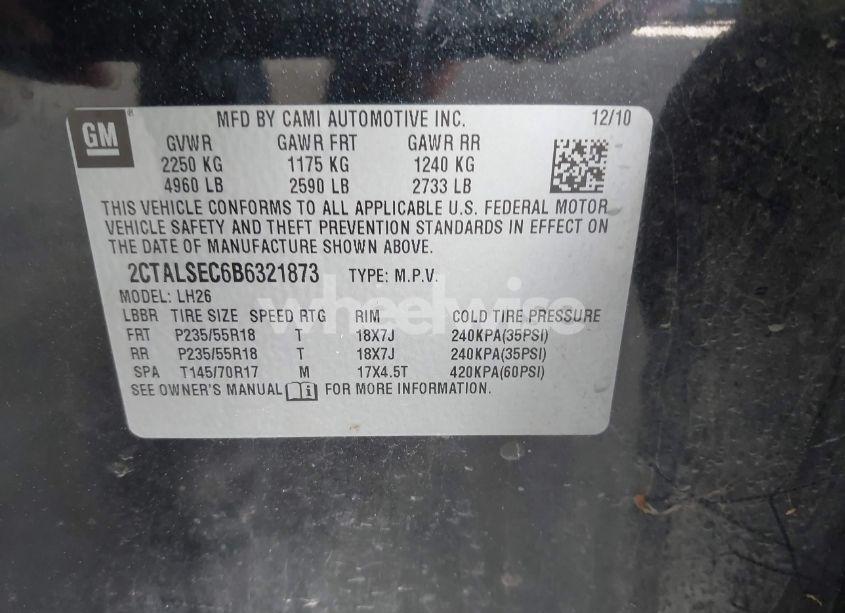 GM
MFD BY CAMI AUTOMOTIVE INC. 12/10
GVWR GAWR FRT GAWR RR
2250 KG 1175 KG 1240 KG
4960 LB 2590 LB 2733 LB
THIS VEHICLE CONFORMS TO ALL APPLICABLE U.S. FEDERAL MOTOR
VEHICLE SAFETY AND THEFT PREVENTION STANDARDS IN EFFECT ON
THE DATE OF MANUFACTURE SHOWN ABOVE.
2CTALSEC6B6321873 TYPE: M.P.V.
MODEL: LH26
wheelwise
LBBR TIRE SIZE SPEED RTG RIM COLD TIRE PRESSURE
FRT P235/55R18 T 18X7J 240KPA(35PSI)
RR P235/55R18 T 18X7J 240KPA(35PSI)
SPA T145/70R17 M 17X4.5T 420KPA(60PSI)
SEE OWNER'S MANUAL FOR MORE INFORMATION.